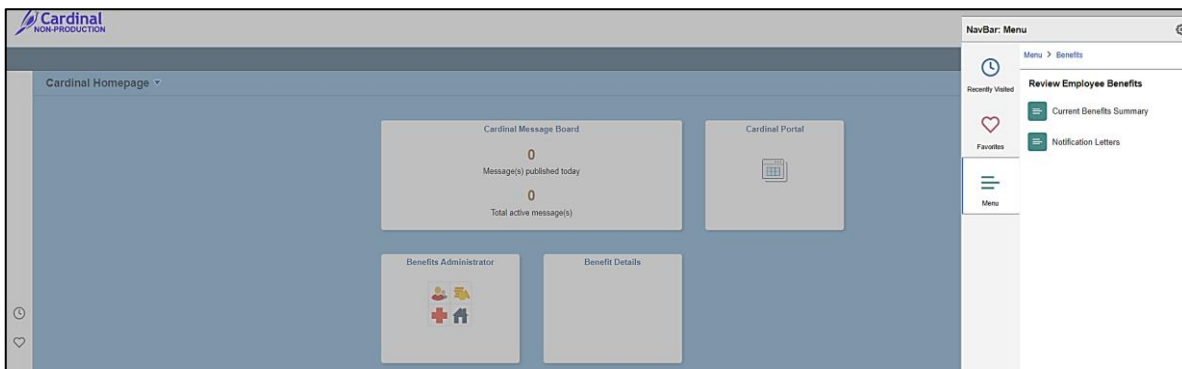 Cardinal
NON-PRODUCTION
Cardinal Homepage
Cardinal Message Board
0
Message(s) published today
0
Total active message(s)
Cardinal Portal
Benefits Administrator
Benefit Details
NavBar: Menu
Recently Visited
Favorites
Menu
Menu > Benefits
Review Employee Benefits
Current Benefits Summary
Notification Letters